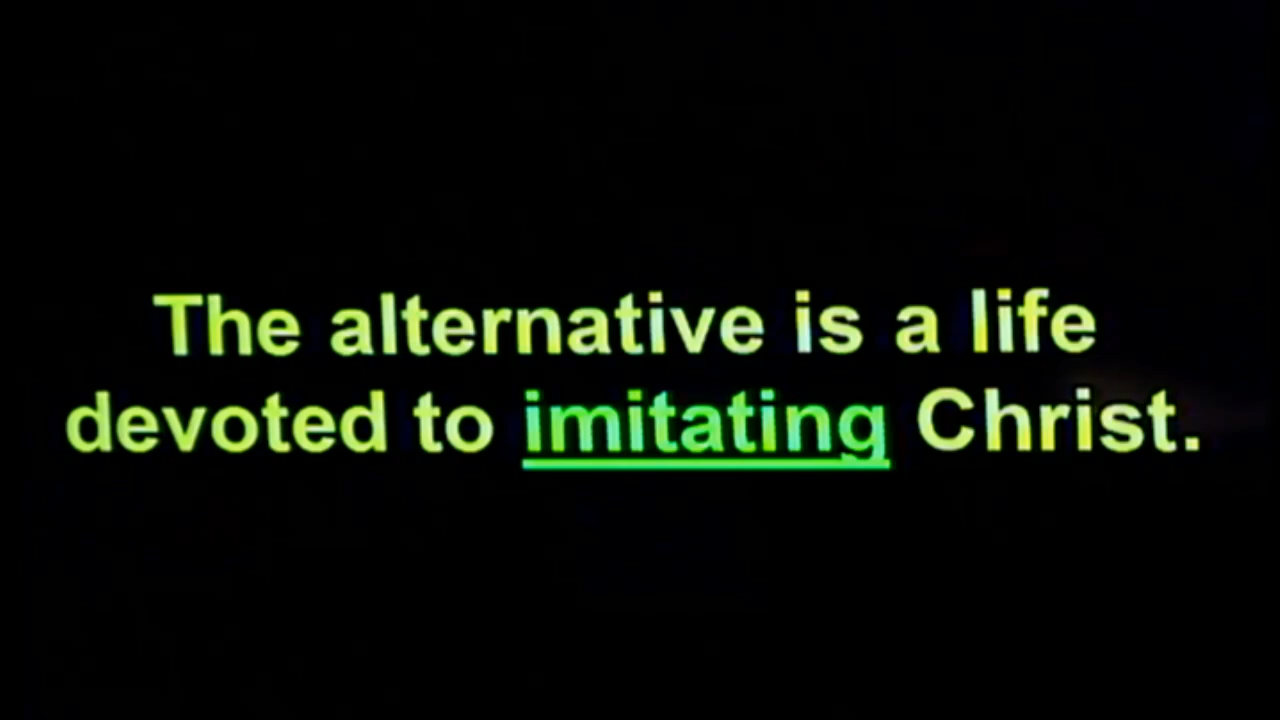 The alternative is a life
devoted to imitating Christ.